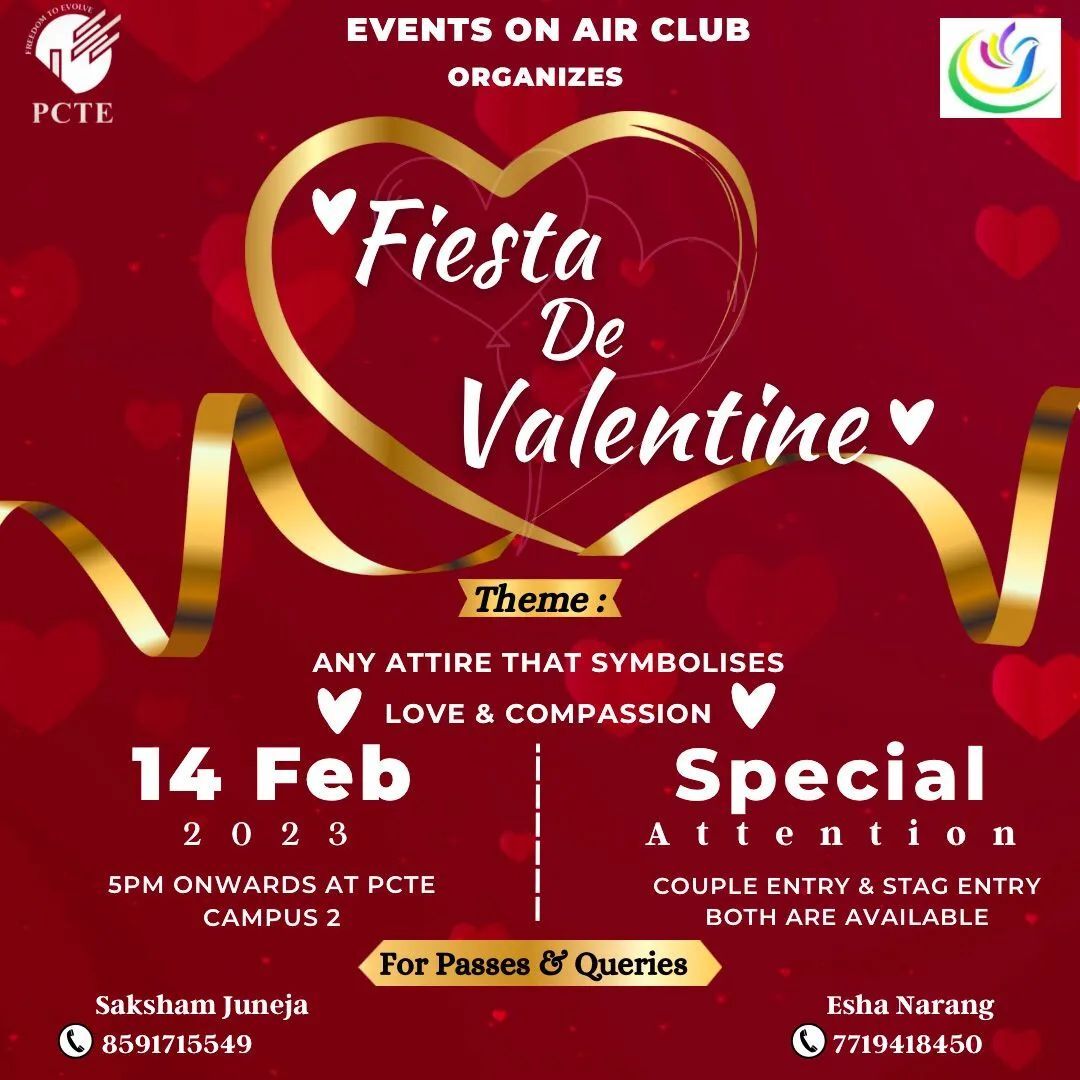 FREEDOM TO EVOLVE
PCTE
EVENTS ON AIR CLUB
ORGANIZES
Fiesta
De
Valentine
Theme :
ANY ATTIRE THAT SYMBOLISES
LOVE & COMPASSION
14 Feb
2023
5PM ONWARDS AT PCTE
CAMPUS 2
Special
Attention
COUPLE ENTRY & STAG ENTRY
BOTH ARE AVAILABLE
For Passes & Queries
Saksham Juneja
8591715549
Esha Narang
7719418450